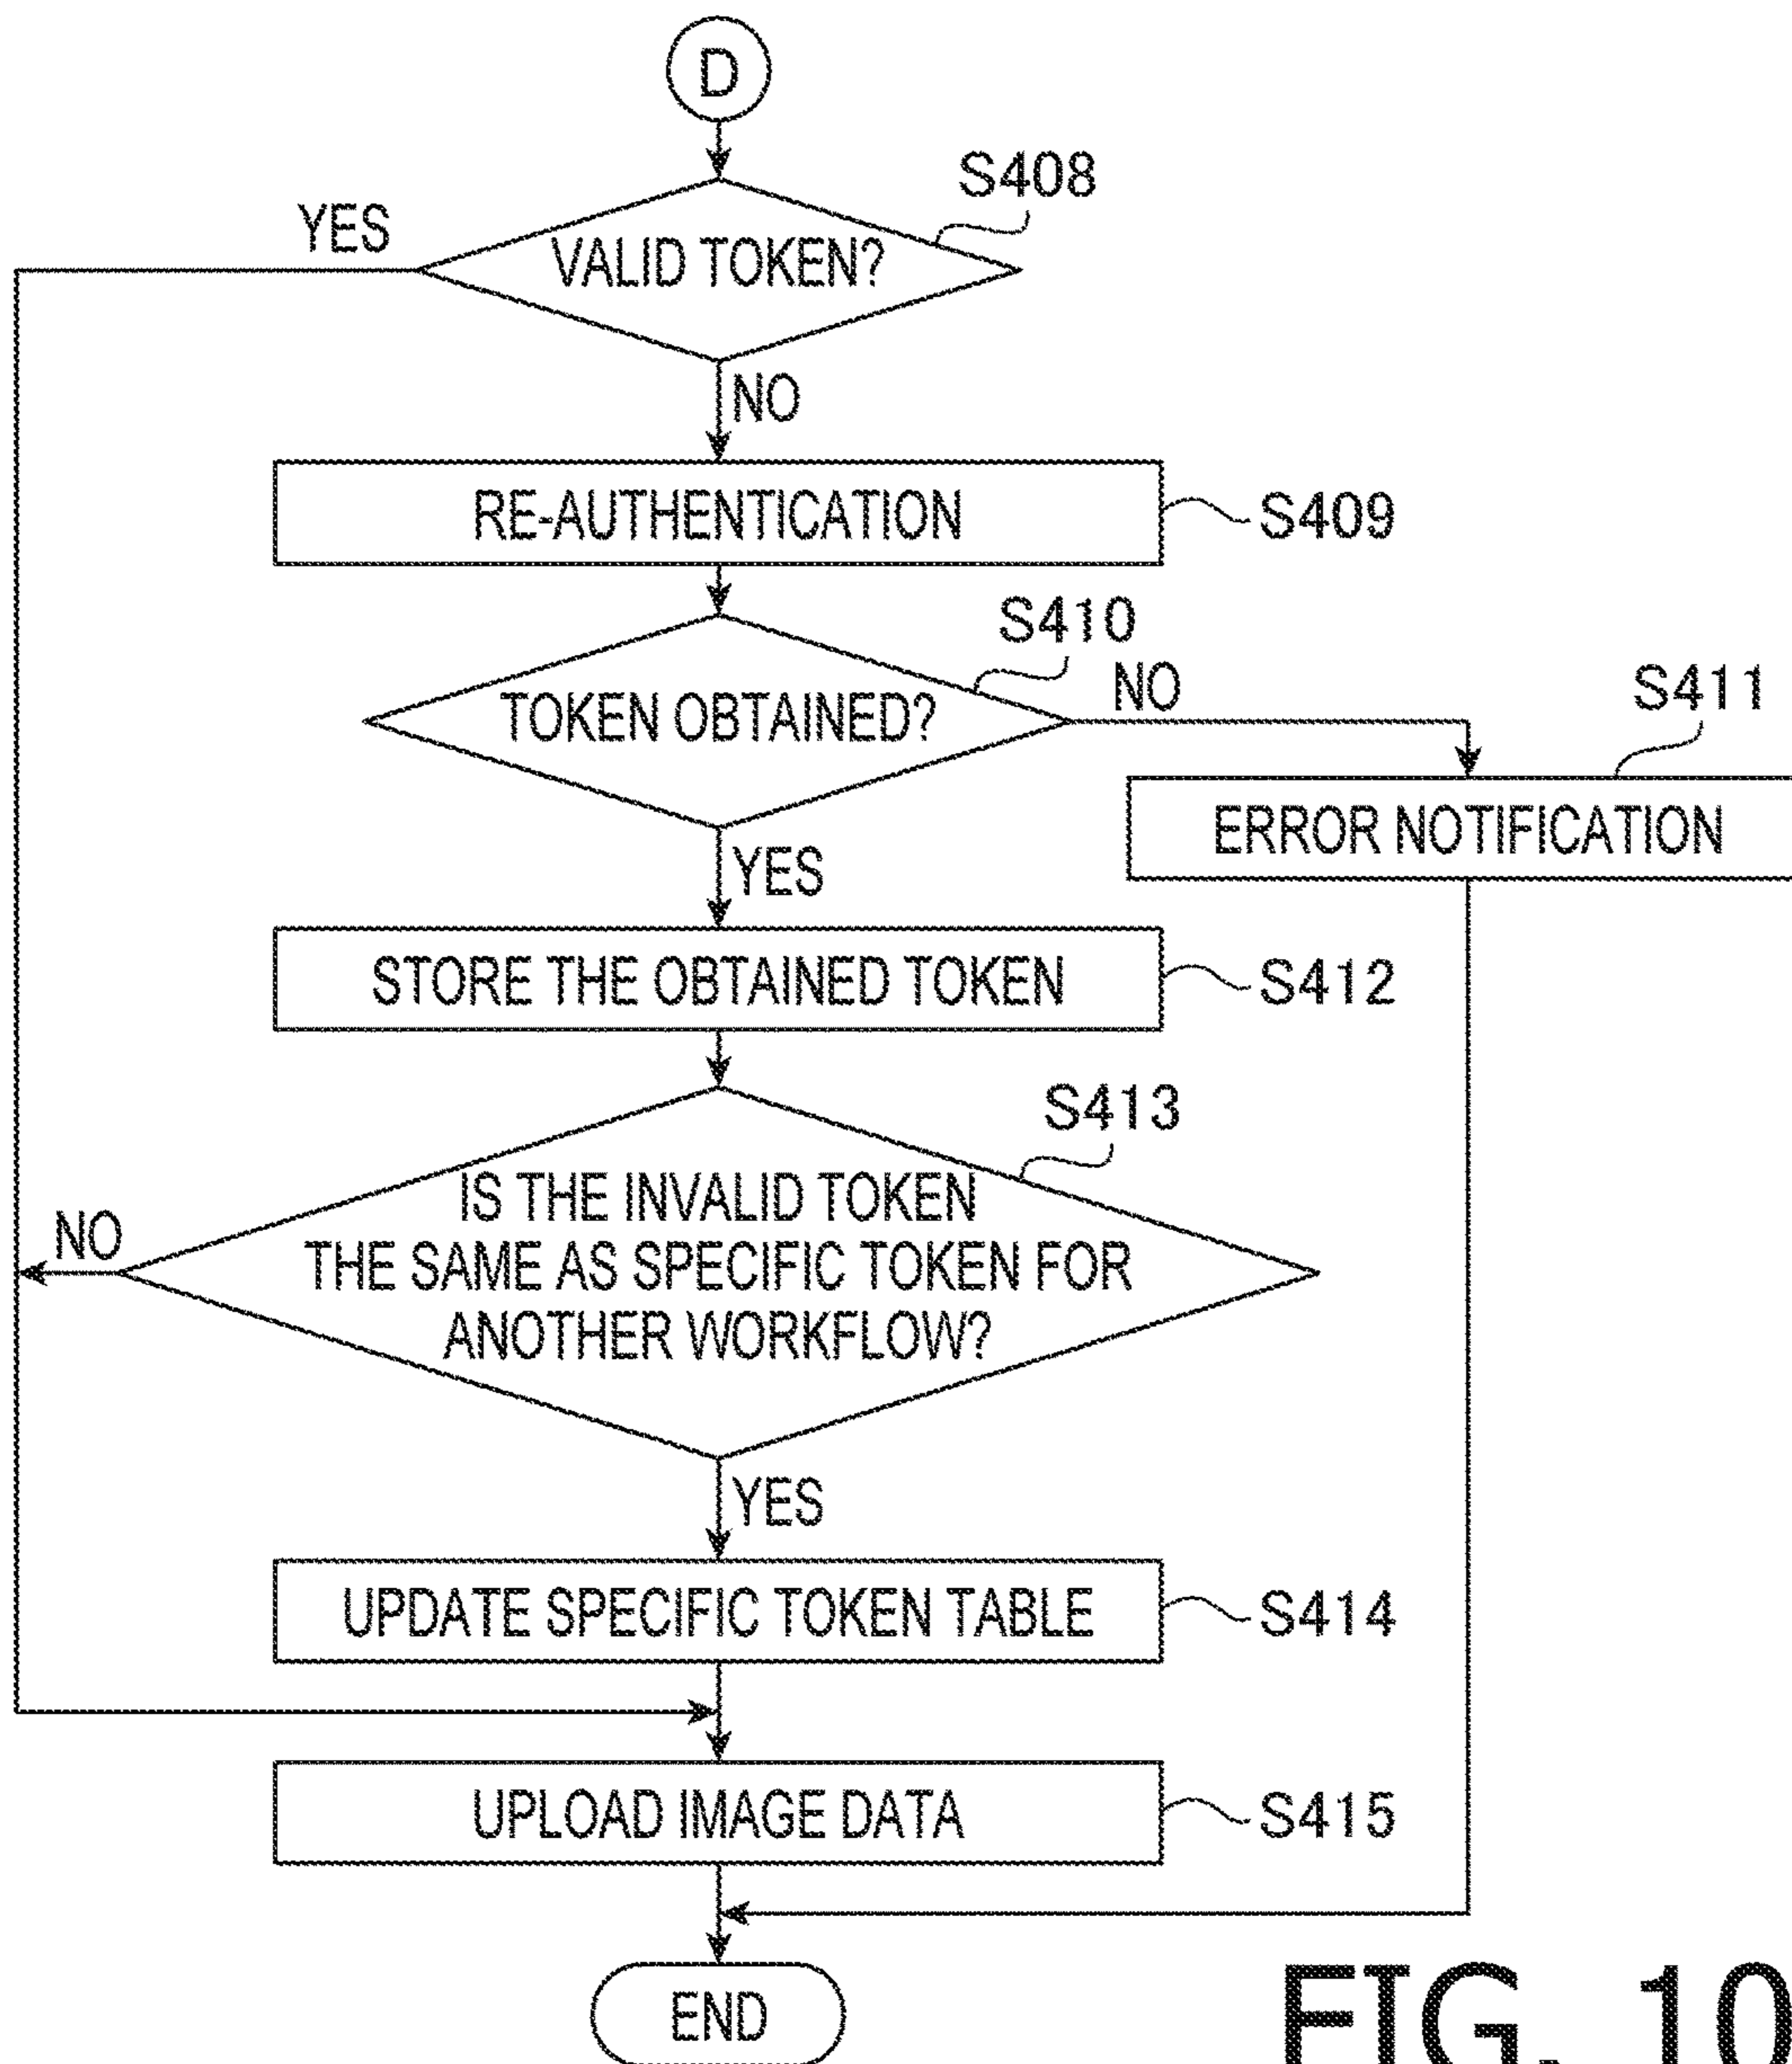 D
S408
YES
VALID TOKEN?
NO
RE-AUTHENTICATION
S409
S410
TOKEN OBTAINED?
NO
S411
ERROR NOTIFICATION
YES
STORE THE OBTAINED TOKEN
S412
S413
IS THE INVALID TOKEN
THE SAME AS SPECIFIC TOKEN FOR
ANOTHER WORKFLOW?
NO
YES
UPDATE SPECIFIC TOKEN TABLE
S414
UPLOAD IMAGE DATA
S415
END
FIG. 10